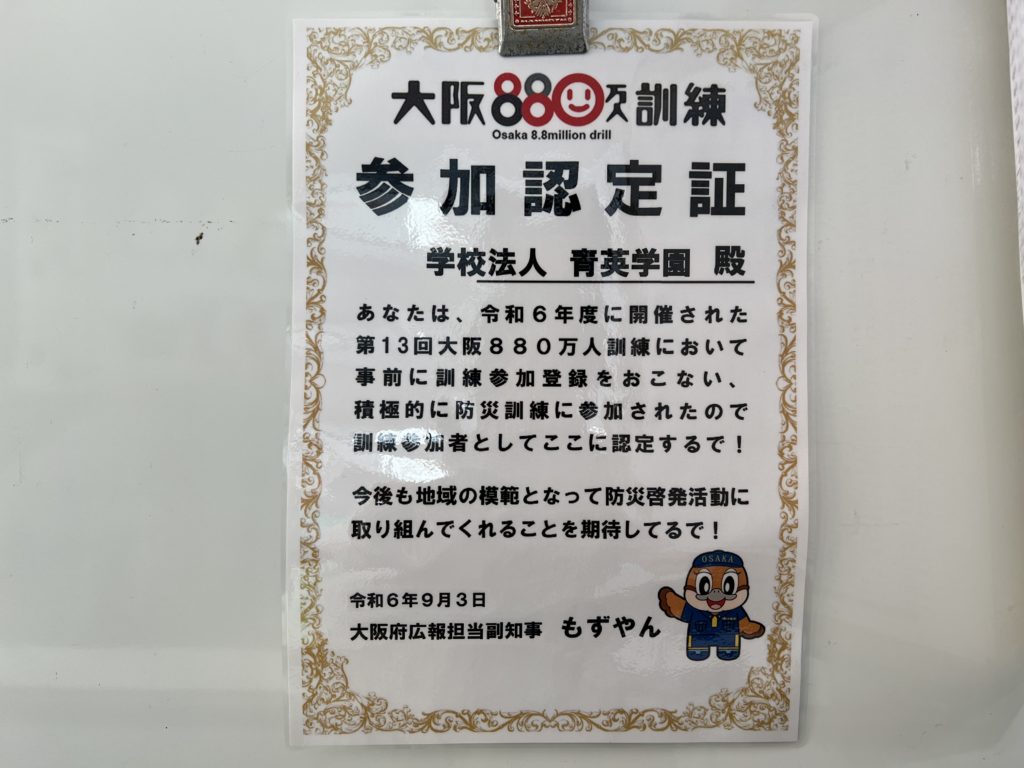 大阪880万人訓練
Osaka 8.8million drill
参加認定証
学校法人 青英学園 殿
あなたは、令和６年度に開催された
第13回大阪８８０万人訓練において
事前に訓練参加登録をおこない、
積極的に防災訓練に参加されたので
訓練参加者としてここに認定するで！
今後も地域の模範となって防災啓発活動に
取り組んでくれることを期待してるで！
OSAKA
令和６年９月３日
大阪府広報担当副知事 もずやん